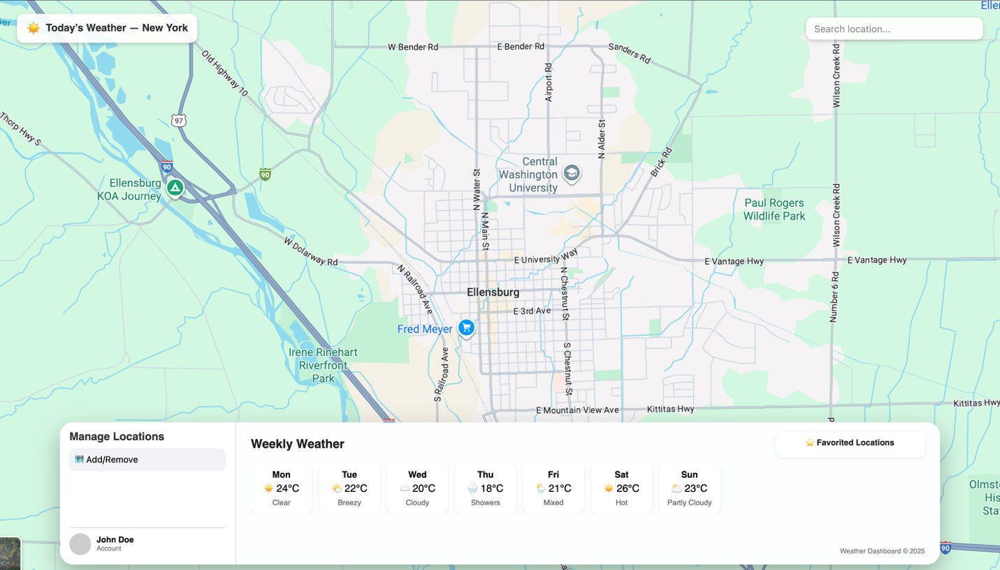 Today's Weather — New York
Search location...
Elle
ver
W Bender Rd
E Bender Rd
Sanders Rd
Old Highway 10
Airport Rd
Wilson Creek Rd
97
Thorp Hwy S
N Alder St
90
90
Central
Washington
University
Brick Rd
Ellensburg
KOA Journey
N Water St
Paul Rogers
Wildlife Park
Wilson Creek Rd
N Main St
W Dolarway Rd
E University Way
E Vantage Hwy
E Vantage Hwy
N Railroad Ave
N Chestnut St
Number 6 Rd
Ellensburg
E 3rd Ave
Fred Meyer
Irene Rinehart
Riverfront
Park
S Railroad Ave
S Chestnut St
E Mountain View Ave
Kittitas Hwy
Kittitas Hwy
Manage Locations
Add/Remove
John Doe
Account
Weekly Weather
Favorited Locations
Mon
24°C
Clear
Tue
22°C
Breezy
Wed
20°C
Cloudy
Thu
18°C
Showers
Fri
21°C
Mixed
Sat
26°C
Hot
Sun
23°C
Partly Cloudy
Olmst
His
Sta
90
Weather Dashboard © 2025